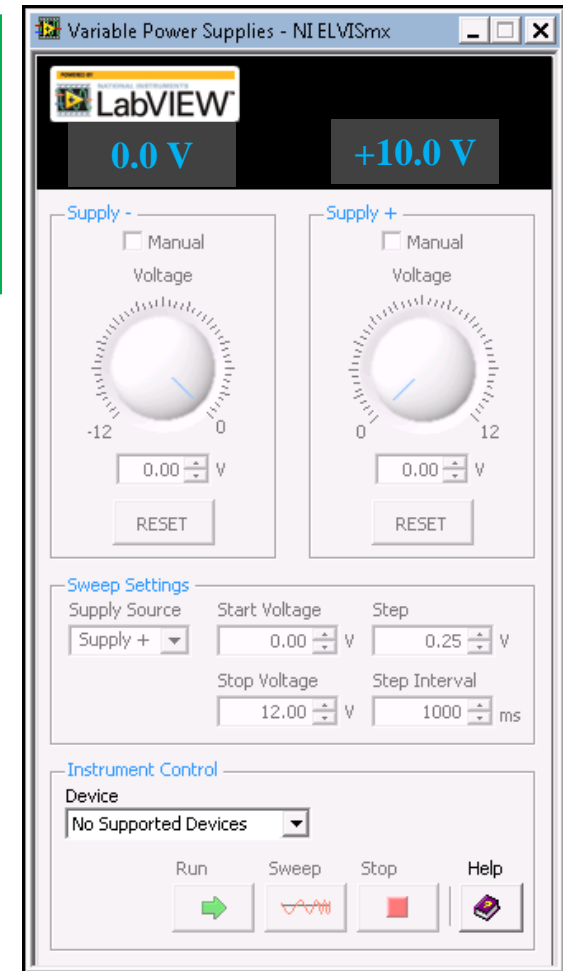 Variable Power Supplies - NI ELVISmx
POWERED BY
NATIONAL INSTRUMENTS
LabVIEW
0.0 V
+10.0 V
Supply -
Manual
Voltage
-12
0
0.00 V
RESET
Supply +
Manual
Voltage
0
12
0.00 V
RESET
Sweep Settings
Supply Source
Supply +
Start Voltage
0.00 V
Step
0.25 V
Stop Voltage
12.00 V
Step Interval
1000 ms
Instrument Control
Device
No Supported Devices
Run
Sweep
Stop
Help